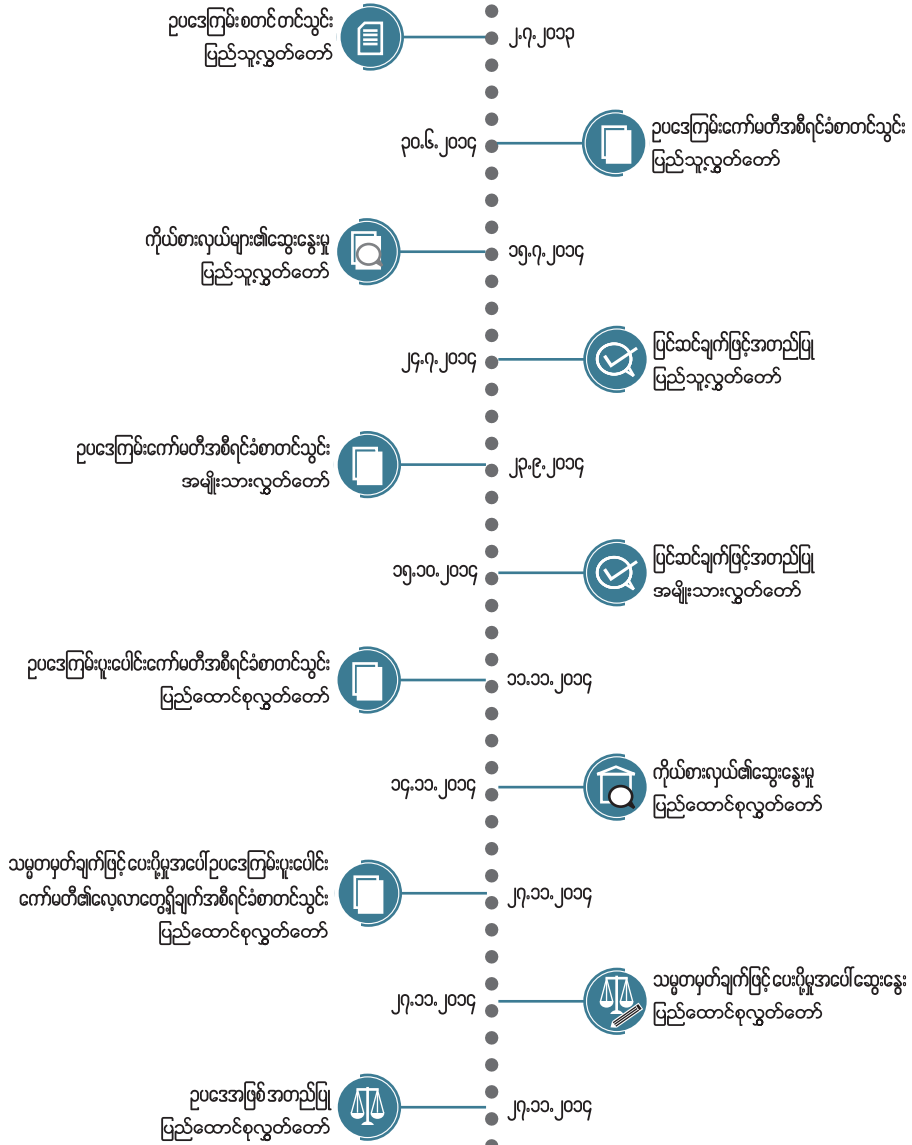 ဥပဒေကြမ်းစတင်တင်သွင်း
ပြည်သူ့လွှတ်တော်
၂.၇.၂၀၁၃
၃၀.၆.၂၀၁၄
ဥပဒေကြမ်းကော်မတီအစီရင်ခံစာတင်သွင်း
ပြည်သူ့လွှတ်တော်
ကိုယ်စားလှယ်များ၏ဆွေးနွေးမှု
ပြည်သူ့လွှတ်တော်
၁၅.၇.၂၀၁၄
၂၄.၇.၂၀၁၄
ပြင်ဆင်ချက်ဖြင့်အတည်ပြု
ပြည်သူ့လွှတ်တော်
ဥပဒေကြမ်းကော်မတီအစီရင်ခံစာတင်သွင်း
အမျိုးသားလွှတ်တော်
၂၃.၉.၂၀၁၄
၁၅.၁၀.၂၀၁၄
ပြင်ဆင်ချက်ဖြင့်အတည်ပြု
အမျိုးသားလွှတ်တော်
ဥပဒေကြမ်းပူးပေါင်းကော်မတီအစီရင်ခံစာတင်သွင်း
ပြည်ထောင်စုလွှတ်တော်
၁၁.၁၁.၂၀၁၄
၁၄.၁၁.၂၀၁၄
ကိုယ်စားလှယ်၏ဆွေးနွေးမှု
ပြည်ထောင်စုလွှတ်တော်
သမ္မတမှတ်ချက်ဖြင့် ပေးပို့မှုအပေါ်ဥပဒေကြမ်းပူးပေါင်း
ကော်မတီ၏လေ့လာတွေ့ရှိချက်အစီရင်ခံစာတင်သွင်း
ပြည်ထောင်စုလွှတ်တော်
၂၇.၁၁.၂၀၁၄
၂၇.၁၁.၂၀၁၄
သမ္မတမှတ်ချက်ဖြင့် ပေးပို့မှုအပေါ် ဆွေးနွေး
ပြည်ထောင်စုလွှတ်တော်
ဥပဒေအဖြစ် အတည်ပြု
ပြည်ထောင်စုလွှတ်တော်
၂၇.၁၁.၂၀၁၄